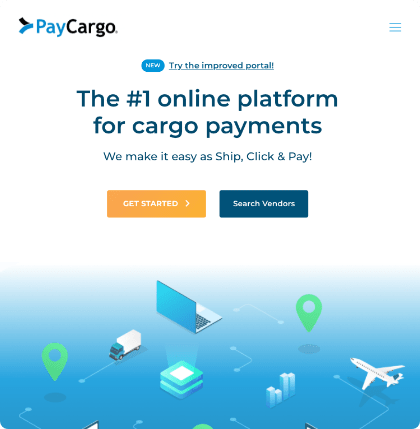 PayCargo.
NEW Try the improved portal!
The #1 online platform
for cargo payments
We make it easy as Ship, Click & Pay!
GET STARTED
Search Vendors